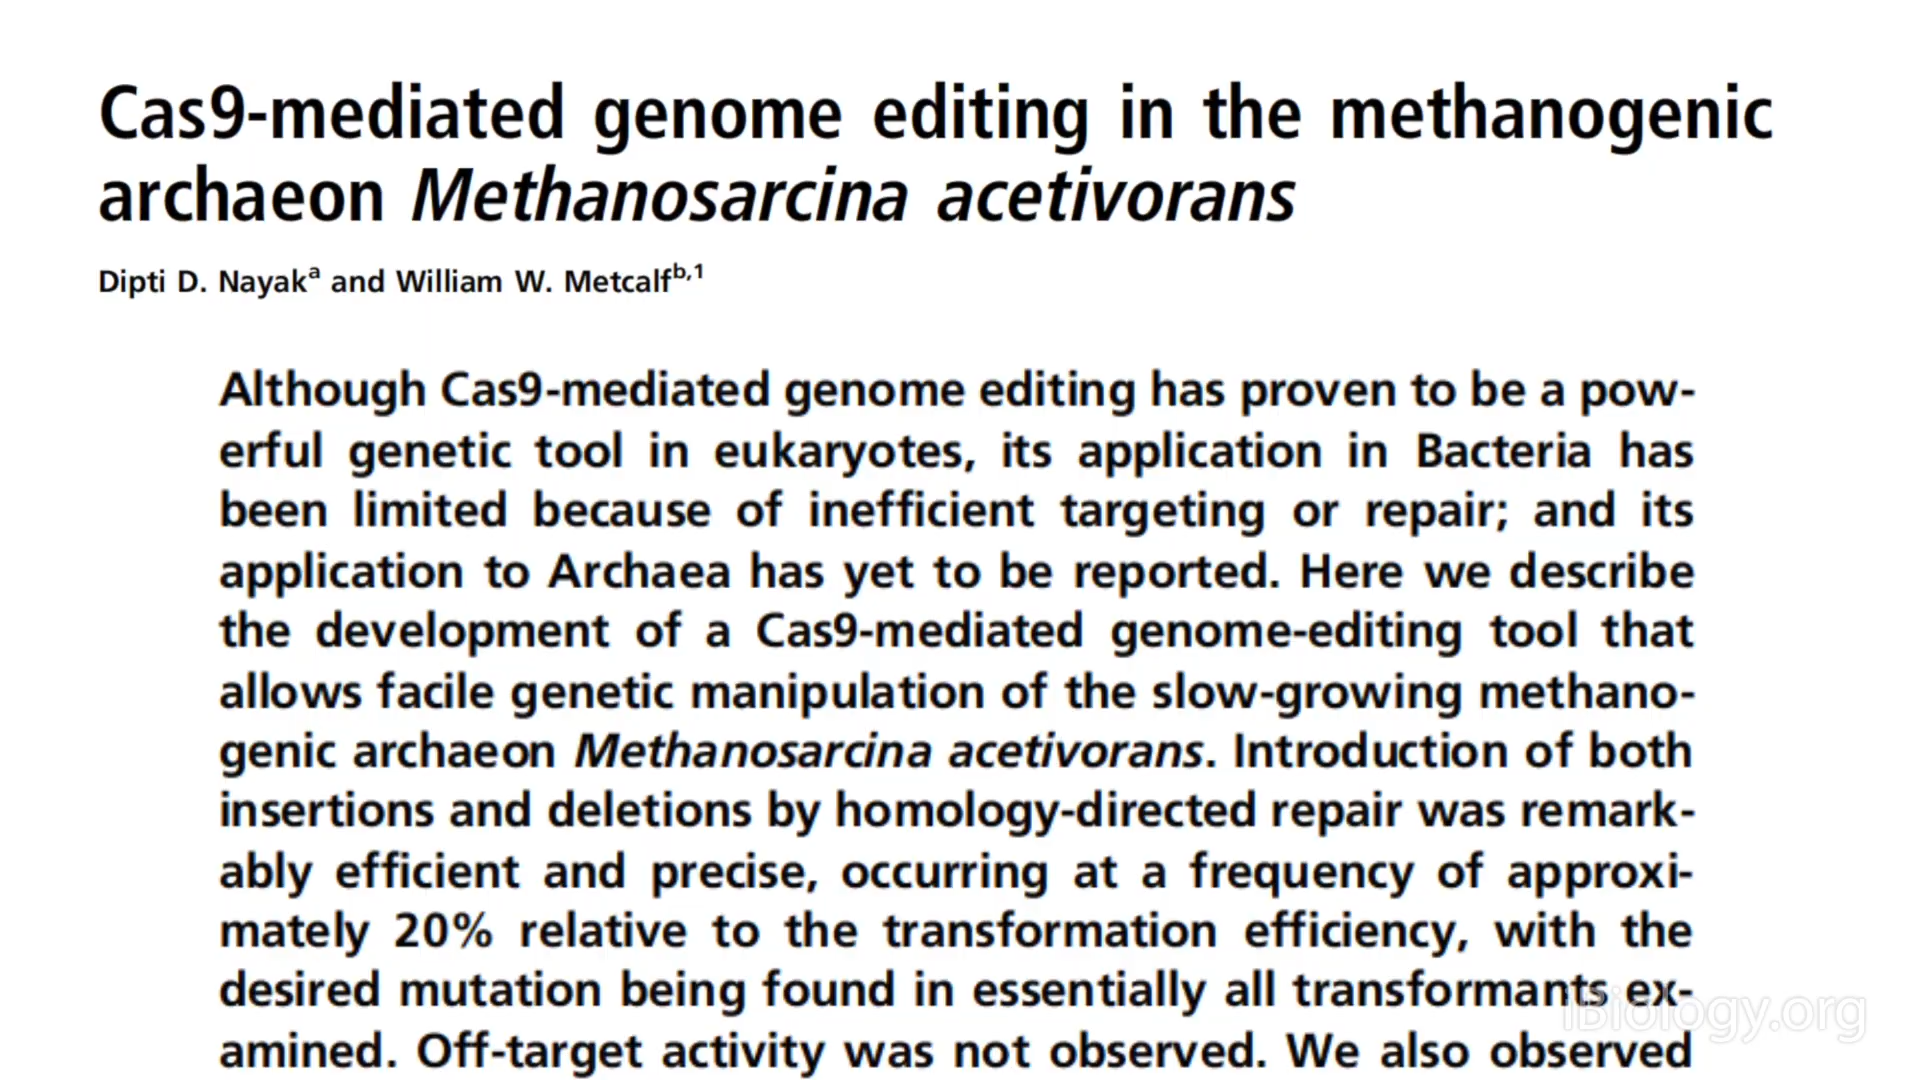 Cas9-mediated genome editing in the methanogenic
archaeon Methanosarcina acetivorans
Dipti D. Nayakᵃ and William W. Metcalfᵇ,¹
Although Cas9-mediated genome editing has proven to be a pow-
erful genetic tool in eukaryotes, its application in Bacteria has
been limited because of inefficient targeting or repair; and its
application to Archaea has yet to be reported. Here we describe
the development of a Cas9-mediated genome-editing tool that
allows facile genetic manipulation of the slow-growing methano-
genic archaeon Methanosarcina acetivorans. Introduction of both
insertions and deletions by homology-directed repair was remark-
ably efficient and precise, occurring at a frequency of approxi-
mately 20% relative to the transformation efficiency, with the
desired mutation being found in essentially all transformants ex-
amined. Off-target activity was not observed. We also observed
iBiology.org